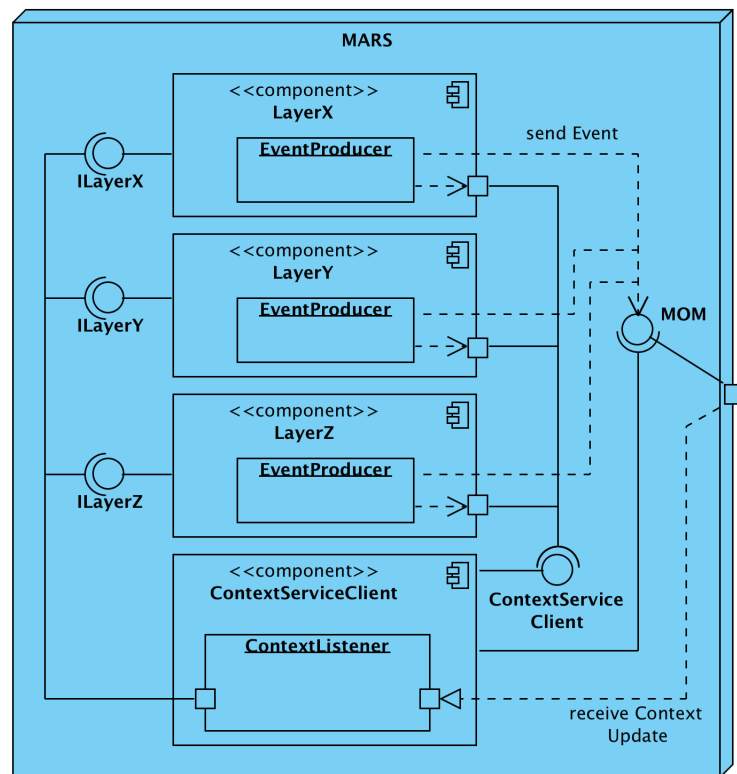 MARS
<<component>>
LayerX
EventProducer
send Event
ILayerX
<<component>>
LayerY
EventProducer
ILayerY
MOM
<<component>>
LayerZ
EventProducer
ILayerZ
<<component>>
ContextServiceClient
ContextService
Client
ContextListener
receive Context
Update